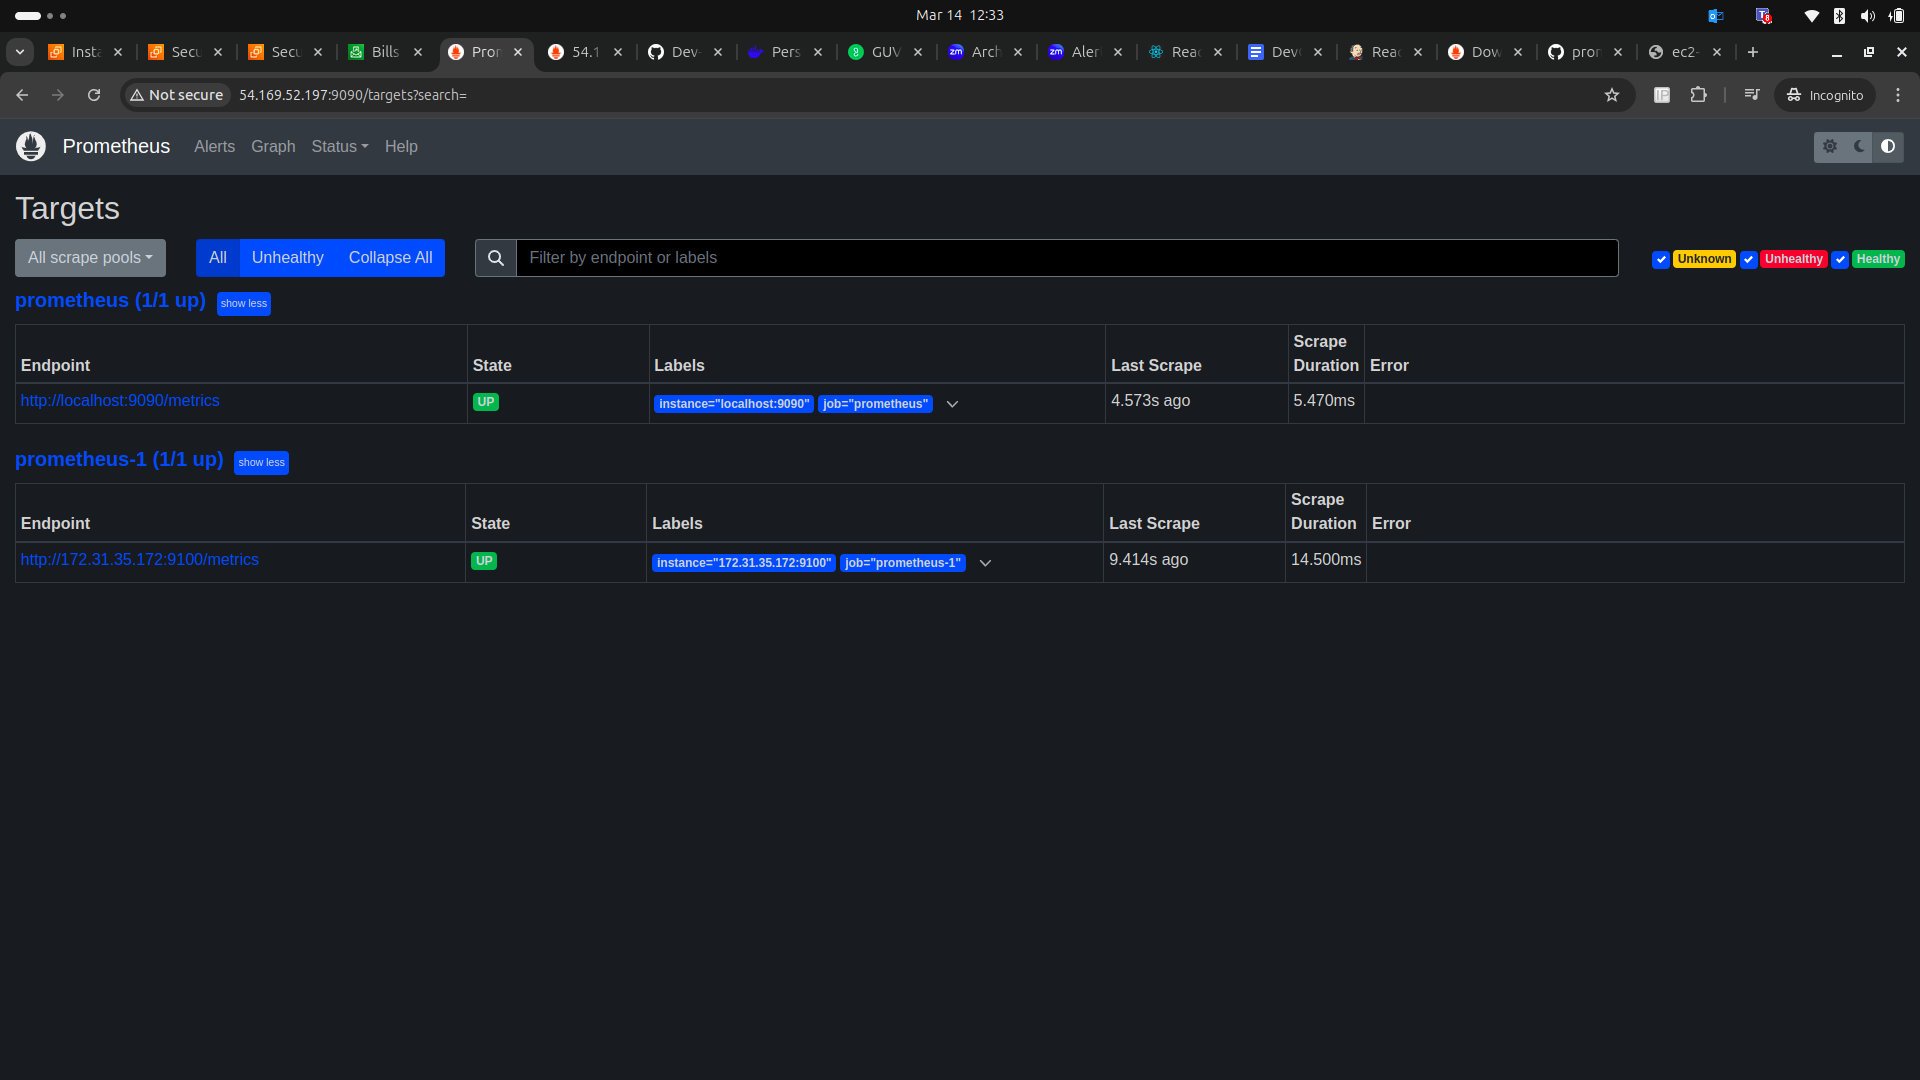 Mar 14 12:33
Insta
Secu
Secu
Bills
Pron
54.1
Dev-
Pers
GUV
Arch
Aler
Reac
Dev
Reac
Dow
pron
ec2-
Not secure 54.169.52.197:9090/targets?search= Incognito
Prometheus Alerts Graph Status Help
Targets
All scrape pools All Unhealthy Collapse All Filter by endpoint or labels Unknown Unhealthy Healthy
prometheus (1/1 up) show less
Endpoint State Labels Last Scrape Scrape Duration Error
http://localhost:9090/metrics UP instance="localhost:9090" job="prometheus" 4.573s ago 5.470ms
prometheus-1 (1/1 up) show less
Endpoint State Labels Last Scrape Scrape Duration Error
http://172.31.35.172:9100/metrics UP instance="172.31.35.172:9100" job="prometheus-1" 9.414s ago 14.500ms